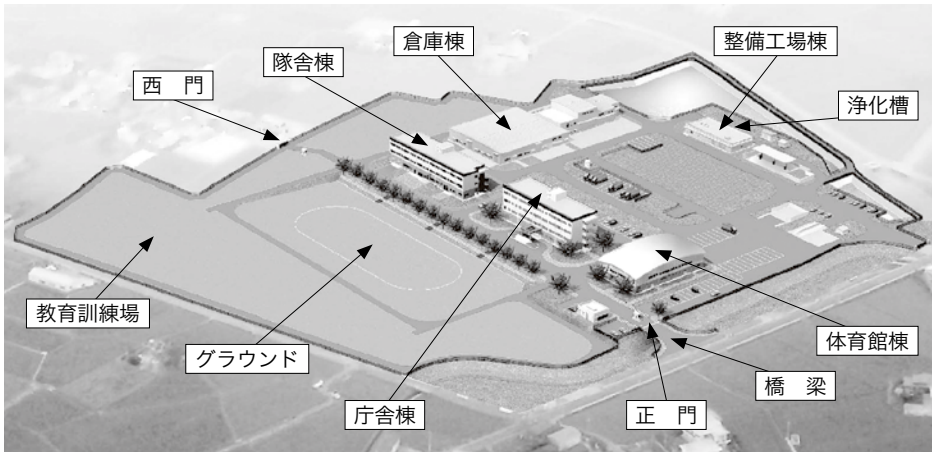 倉庫棟
整備工場棟
隊舎棟
西　門
浄化槽
教育訓練場
グラウンド
体育館棟
橋　梁
庁舎棟
正　門